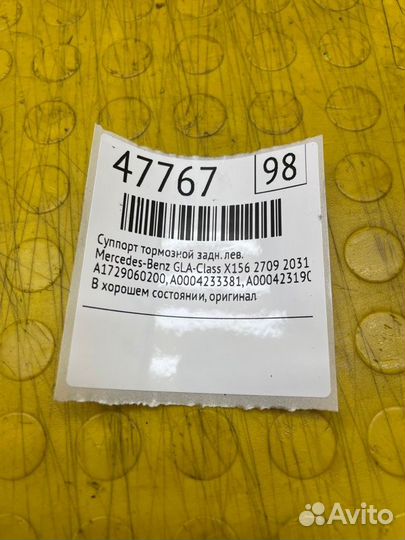 47767 98
Суппорт тормозной задн. лев.
Mercedes-Benz GLA-Class X156 2709 2031
A1729060200, A0004233381, A00042319
В хорошем состоянии, оригинал
Avito